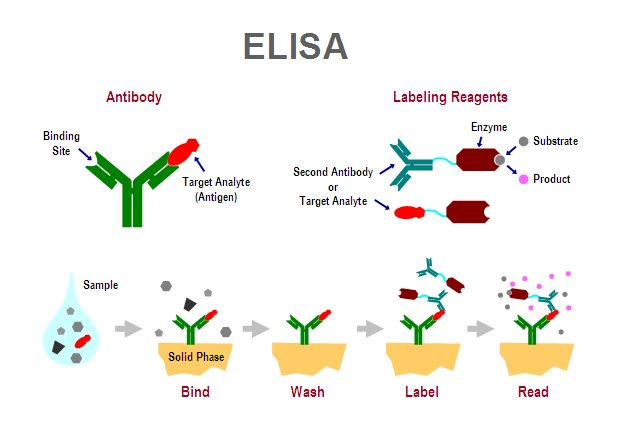 ELISA
Antibody
Labeling Reagents
Binding
Site
Target Analyte
(Antigen)
Enzyme
Substrate
Product
Second Antibody
or
Target Analyte
Sample
Solid Phase
Bind
Wash
Label
Read